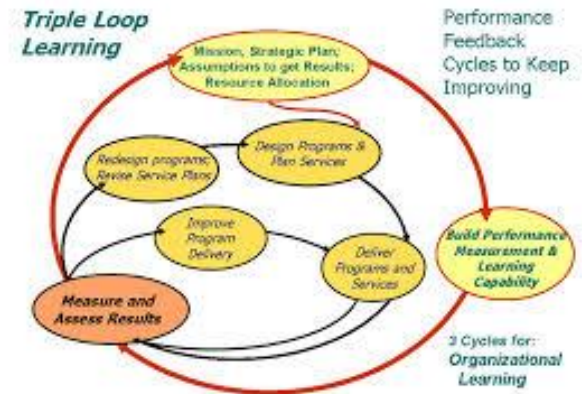 Triple Loop
Learning
Performance
Feedback
Cycles to Keep
Improving
Mission, Strategic Plan;
Assumptions to get Results;
Resource Allocation
Redesign programs;
Revise Service Plans
Design Programs &
Plan Services
Improve
Program
Delivery
Deliver
Programs and
Services
Build Performance
Measurement &
Learning
Capability
Measure and
Assess Results
3 Cycles for:
Organizational
Learning